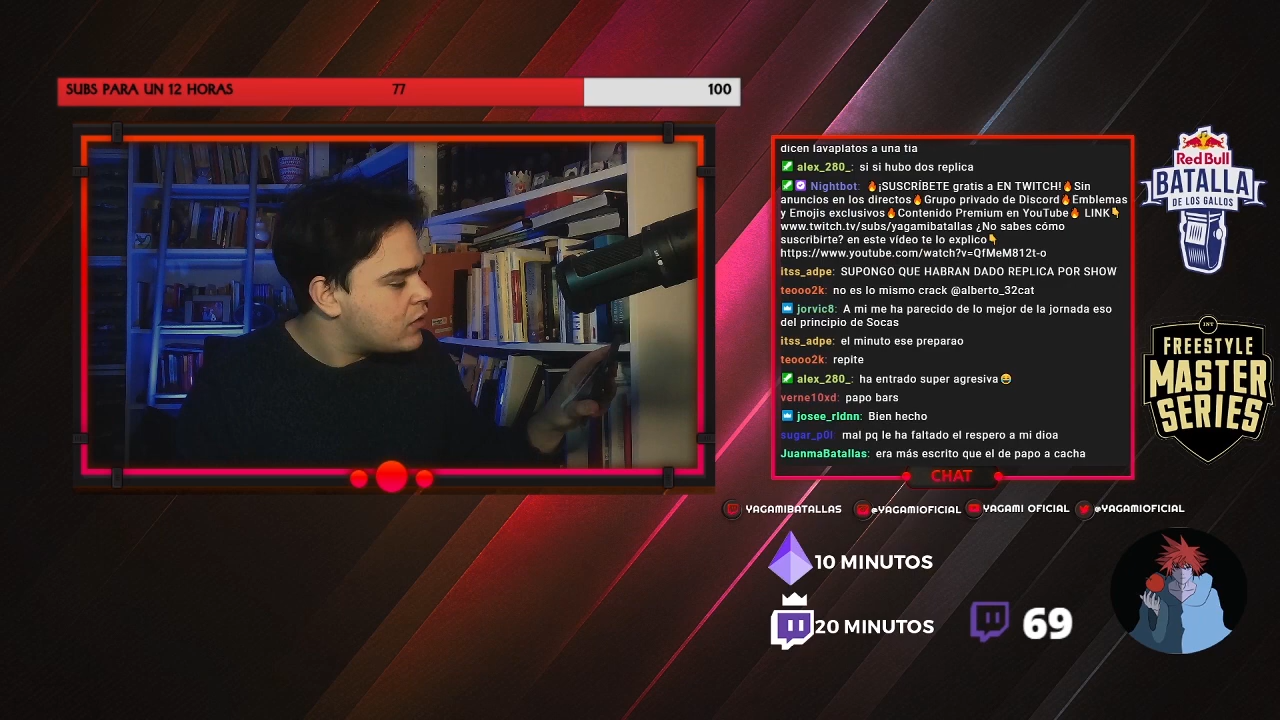 SUBS PARA UN 12 HORAS 77 100
dicen lavaplatos a una tia
alex_280_: si si hubo dos replica
Nightbot: 🔥¡SUSCRÍBETE gratis a EN TWITCH!🔥Sin
anuncios en los directos🔥Grupo privado de Discord🔥Emblemas
y Emojis exclusivos🔥Contenido Premium en YouTube🔥 LINK👇
www.twitch.tv/subs/yagamibatallas ¿No sabes cómo
suscribirte? en este vídeo te lo explico👇
https://www.youtube.com/watch?v=QfMeM812t-o
itss_adpe: SUPONGO QUE HABRAN DADO REPLICA POR SHOW
teooo2k: no es lo mismo crack @alberto_32cat
jorvic8: A mi me ha parecido de lo mejor de la jornada eso
del principio de Socas
itss_adpe: el minuto ese preparao
teooo2k: repite
alex_280_: ha entrado super agresiva😂
verne10xd: papo bars
josee_rldnn: Bien hecho
sugar_p0l: mal pq le ha faltado el respero a mi dioa
JuanmaBatallas: era más escrito que el de papo a cacha
CHAT
Red Bull
BATALLA
DE LOS GALLOS
INT
FREESTYLE
MASTER
SERIES
YAGAMIBATALLAS @YAGAMIOFICIAL YAGAMI OFICIAL @YAGAMIOFICIAL
10 MINUTOS
20 MINUTOS
69